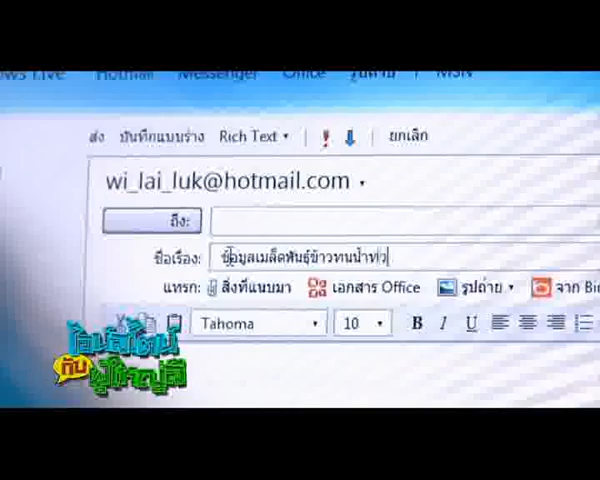 Hotmail Messenger Office รูปถ่าย | MSN
ส่ง บันทึกแบบร่าง Rich Text ยกเลิก
wi_lai_luk@hotmail.com
ถึง:
ชื่อเรื่อง: ข้อมูลเมล็ดพันธุ์ข้าวทนน้ำทว
แทรก: สิ่งที่แนบมา เอกสาร Office รูปถ่าย จาก
Tahoma 10 B I U
กับ